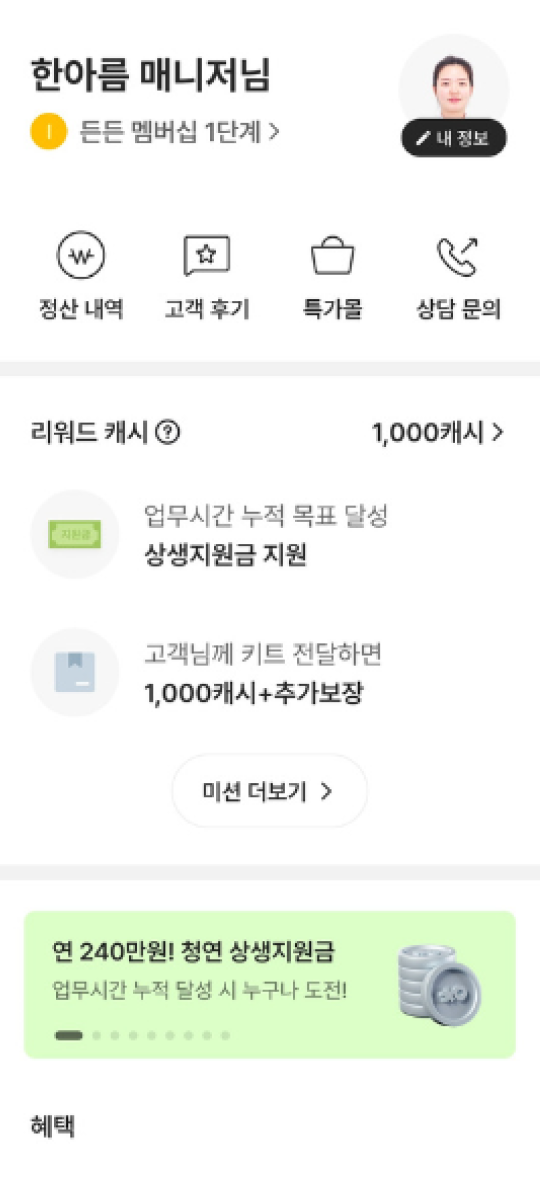 한아름 매니저님
든든 멤버십 1단계 >
내 정보
정산 내역
고객 후기
특가몰
상담 문의
리워드 캐시 ?
1,000캐시 >
지원금
업무시간 누적 목표 달성
상생지원금 지원
고객님께 키트 전달하면
1,000캐시+추가보장
미션 더보기 >
연 240만원! 청연 상생지원금
업무시간 누적 달성 시 누구나 도전!
혜택